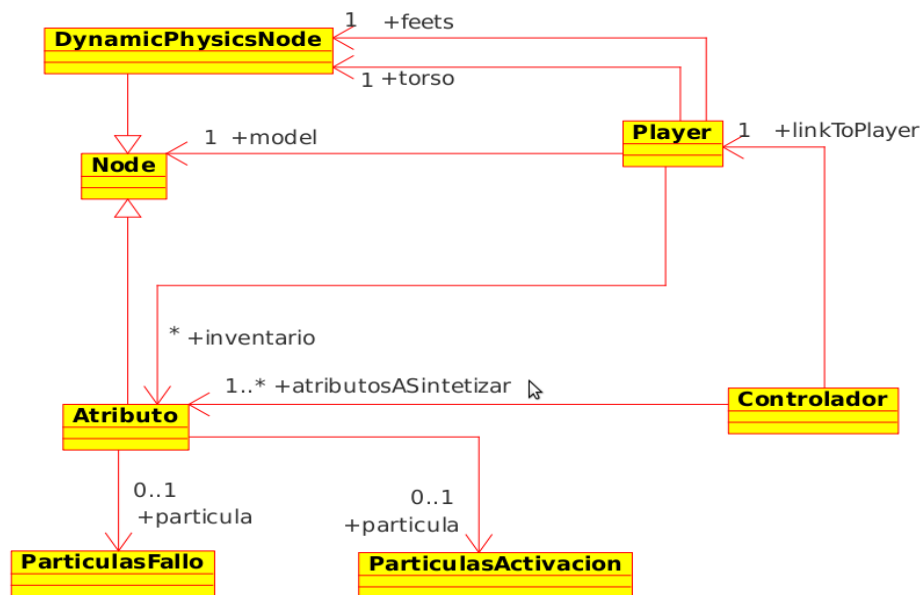 1 +feets
DynamicPhysicsNode
1 +torso
Player
1 +linkToPlayer
1 +model
Node
* +inventario
1..* +atributosASintetizar
Controlador
Atributo
0..1
+particula
0..1
+particula
ParticulasFallo
ParticulasActivacion